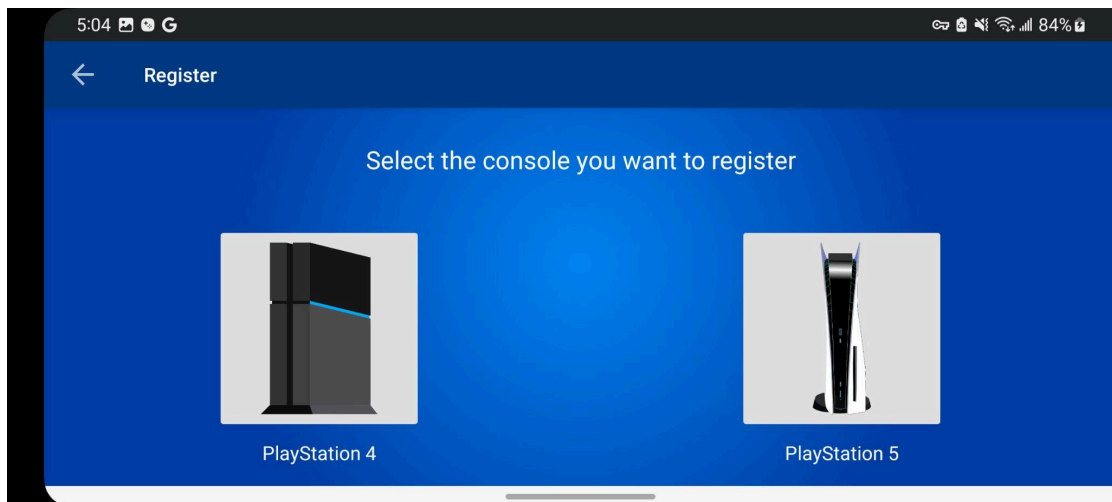 5:04 G 84%
Register
Select the console you want to register
PlayStation 4
PlayStation 5